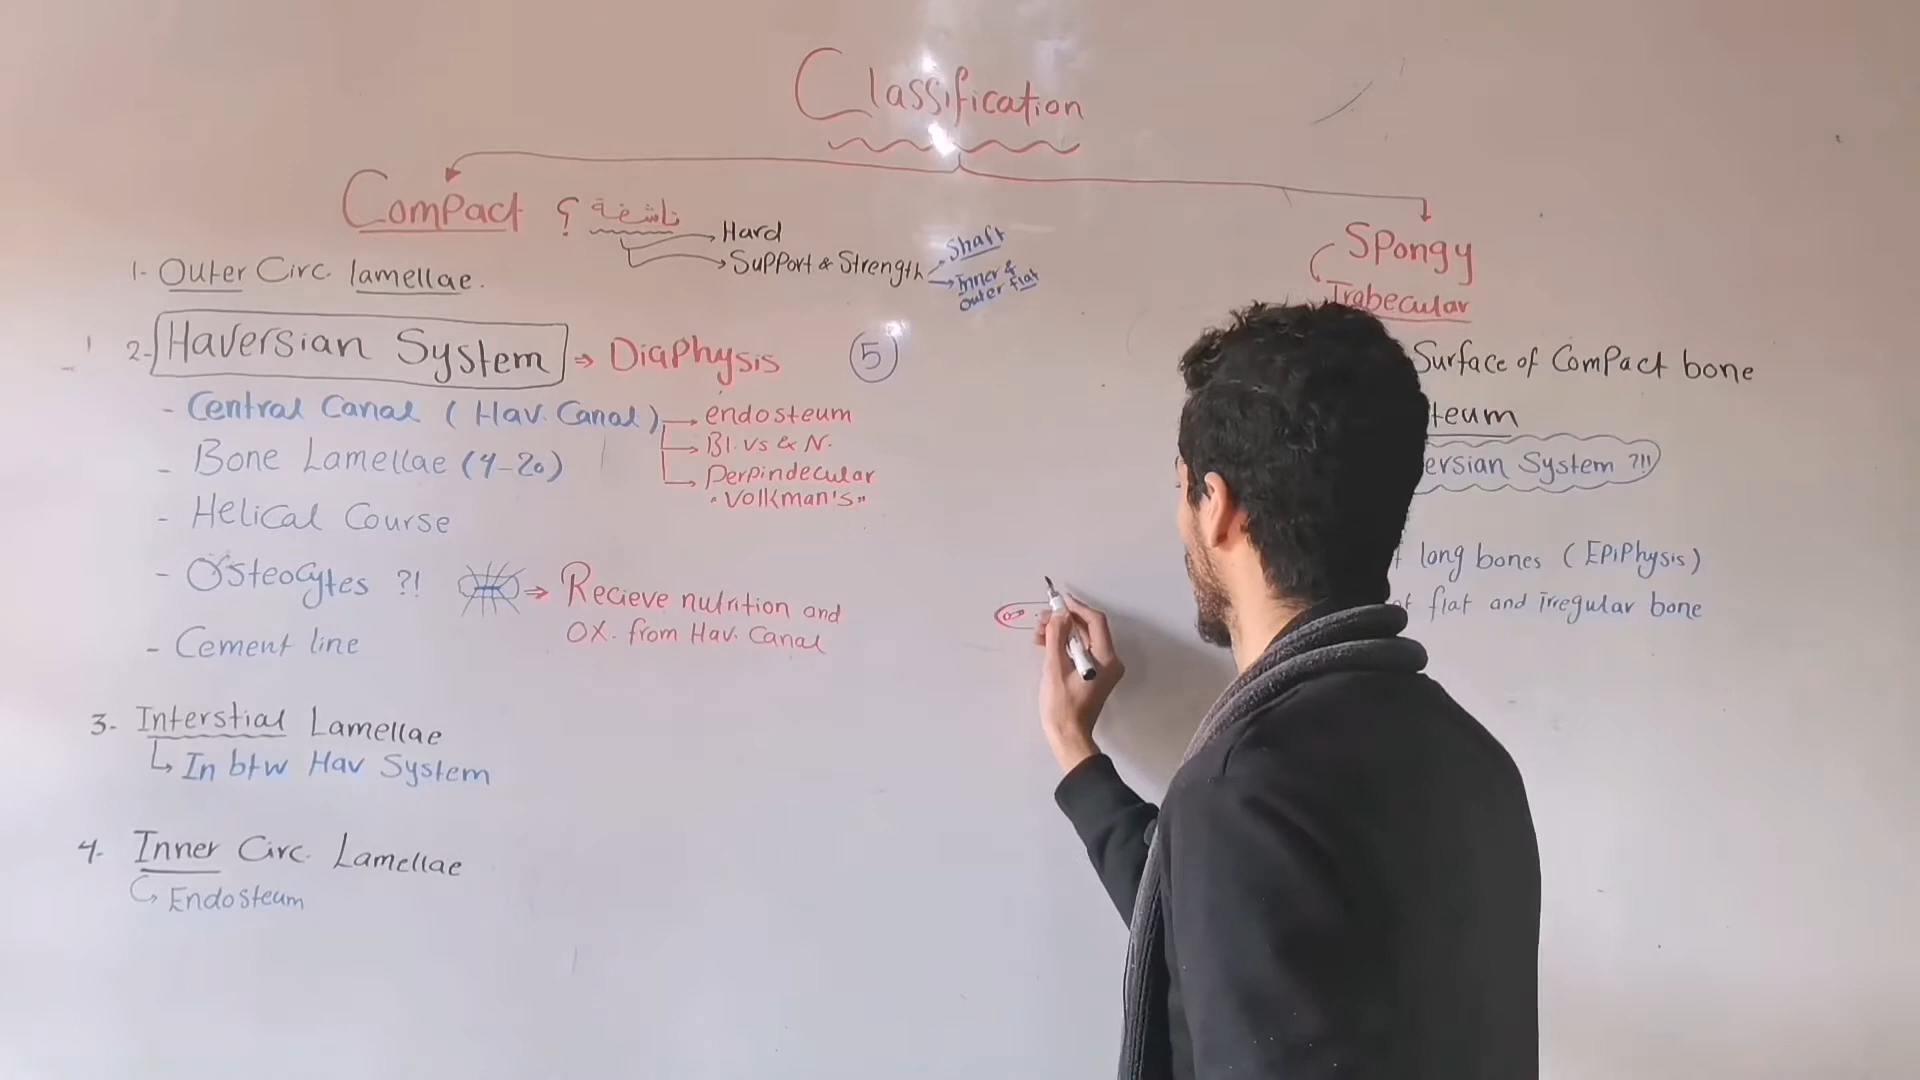 Classification
Compact ؟ ناشفة
Hard
Support & Strength
Shaft
Inner &
outer flat
1- Outer Circ. lamellae.
2- Haversian System ⇒ Diaphysis
5
- Central Canal (Hav. Canal) → endosteum
→ Bl. vs & N.
→ Perpindecular
"Volkman's"
- Bone Lamellae (4-20)
- Helical Course
- Osteocytes ?! ⇒ Recieve nutrition and
OX. from Hav. Canal
- Cement line
3- Interstial Lamellae
↳ In btw Hav System
4- Inner Circ. Lamellae
↳ Endosteum
Spongy
Trabecular
Surface of Compact bone
teum
ersian System ?!!
long bones (EPiPhysis)
flat and irregular bone